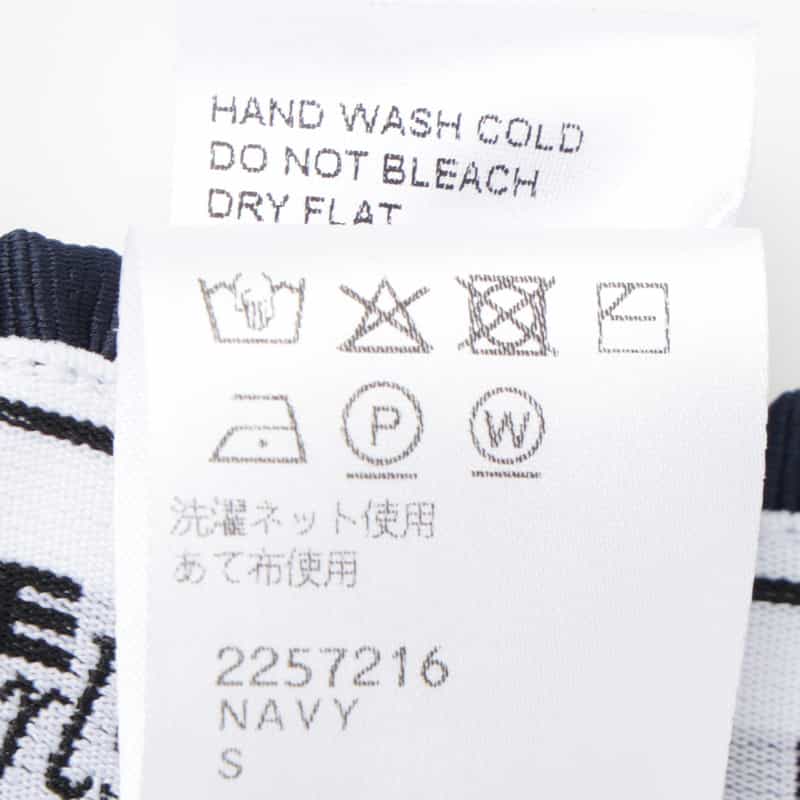 HAND WASH COLD
DO NOT BLEACH
DRY FLAT
P W
洗濯ネット使用
あて布使用
2257216
NAVY
S